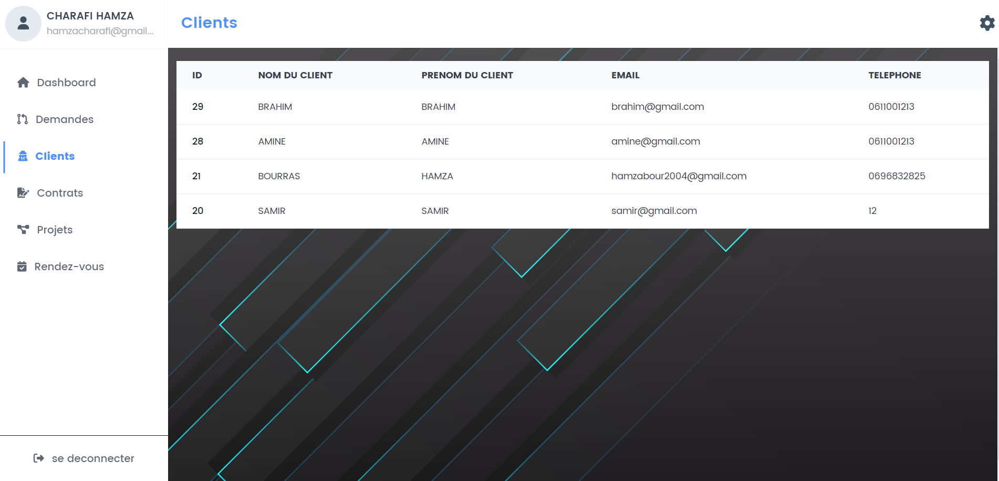 CHARAFI HAMZA
hamzacharafi@gmail...
Clients
Dashboard
Demandes
Clients
Contrats
Projets
Rendez-vous
se deconnecter
ID NOM DU CLIENT PRENOM DU CLIENT EMAIL TELEPHONE
29 BRAHIM BRAHIM brahim@gmail.com 0611001213
28 AMINE AMINE amine@gmail.com 0611001213
21 BOURRAS HAMZA hamzabour2004@gmail.com 0696832825
20 SAMIR SAMIR samir@gmail.com 12